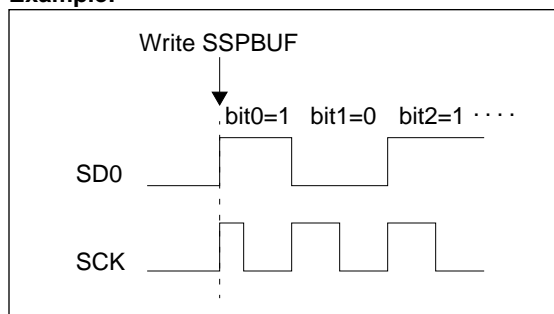 Example:
Write SSPBUF
bit0=1 bit1=0 bit2=1 ····
SD0
SCK